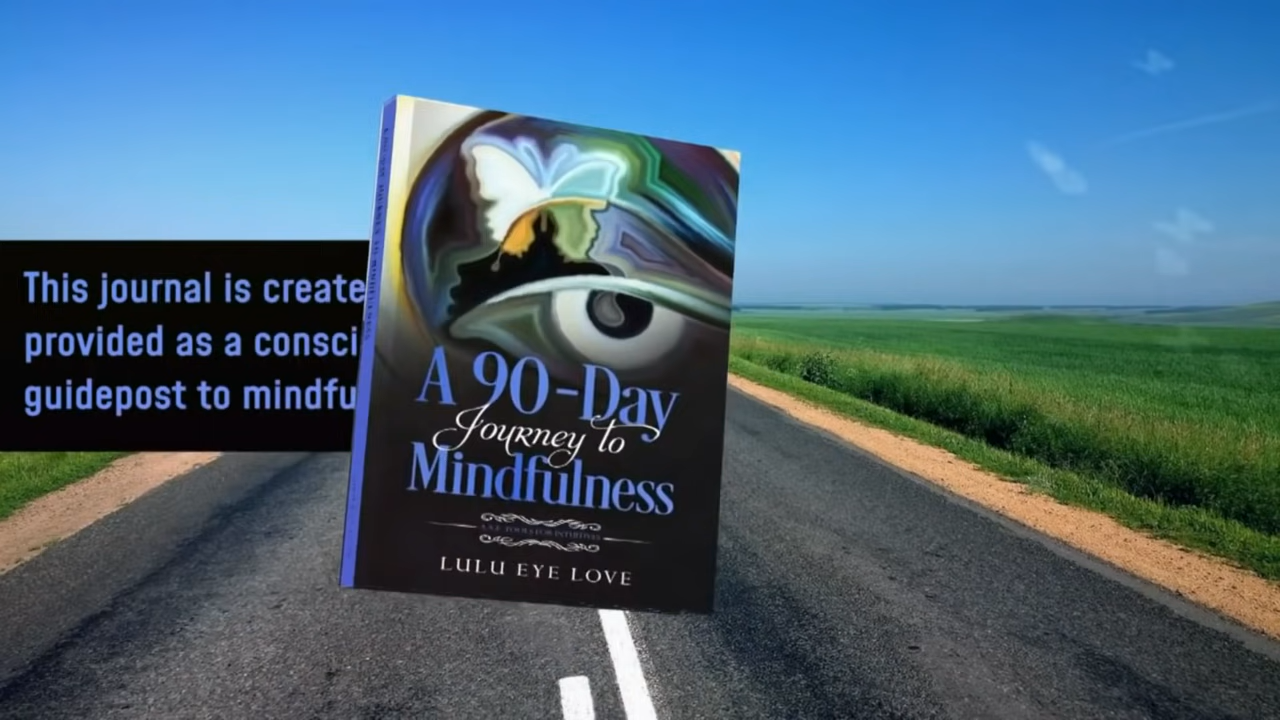 This journal is create
provided as a consci
guidepost to mindfu
A 90-Day
Journey to
Mindfulness
LULU EYE LOVE